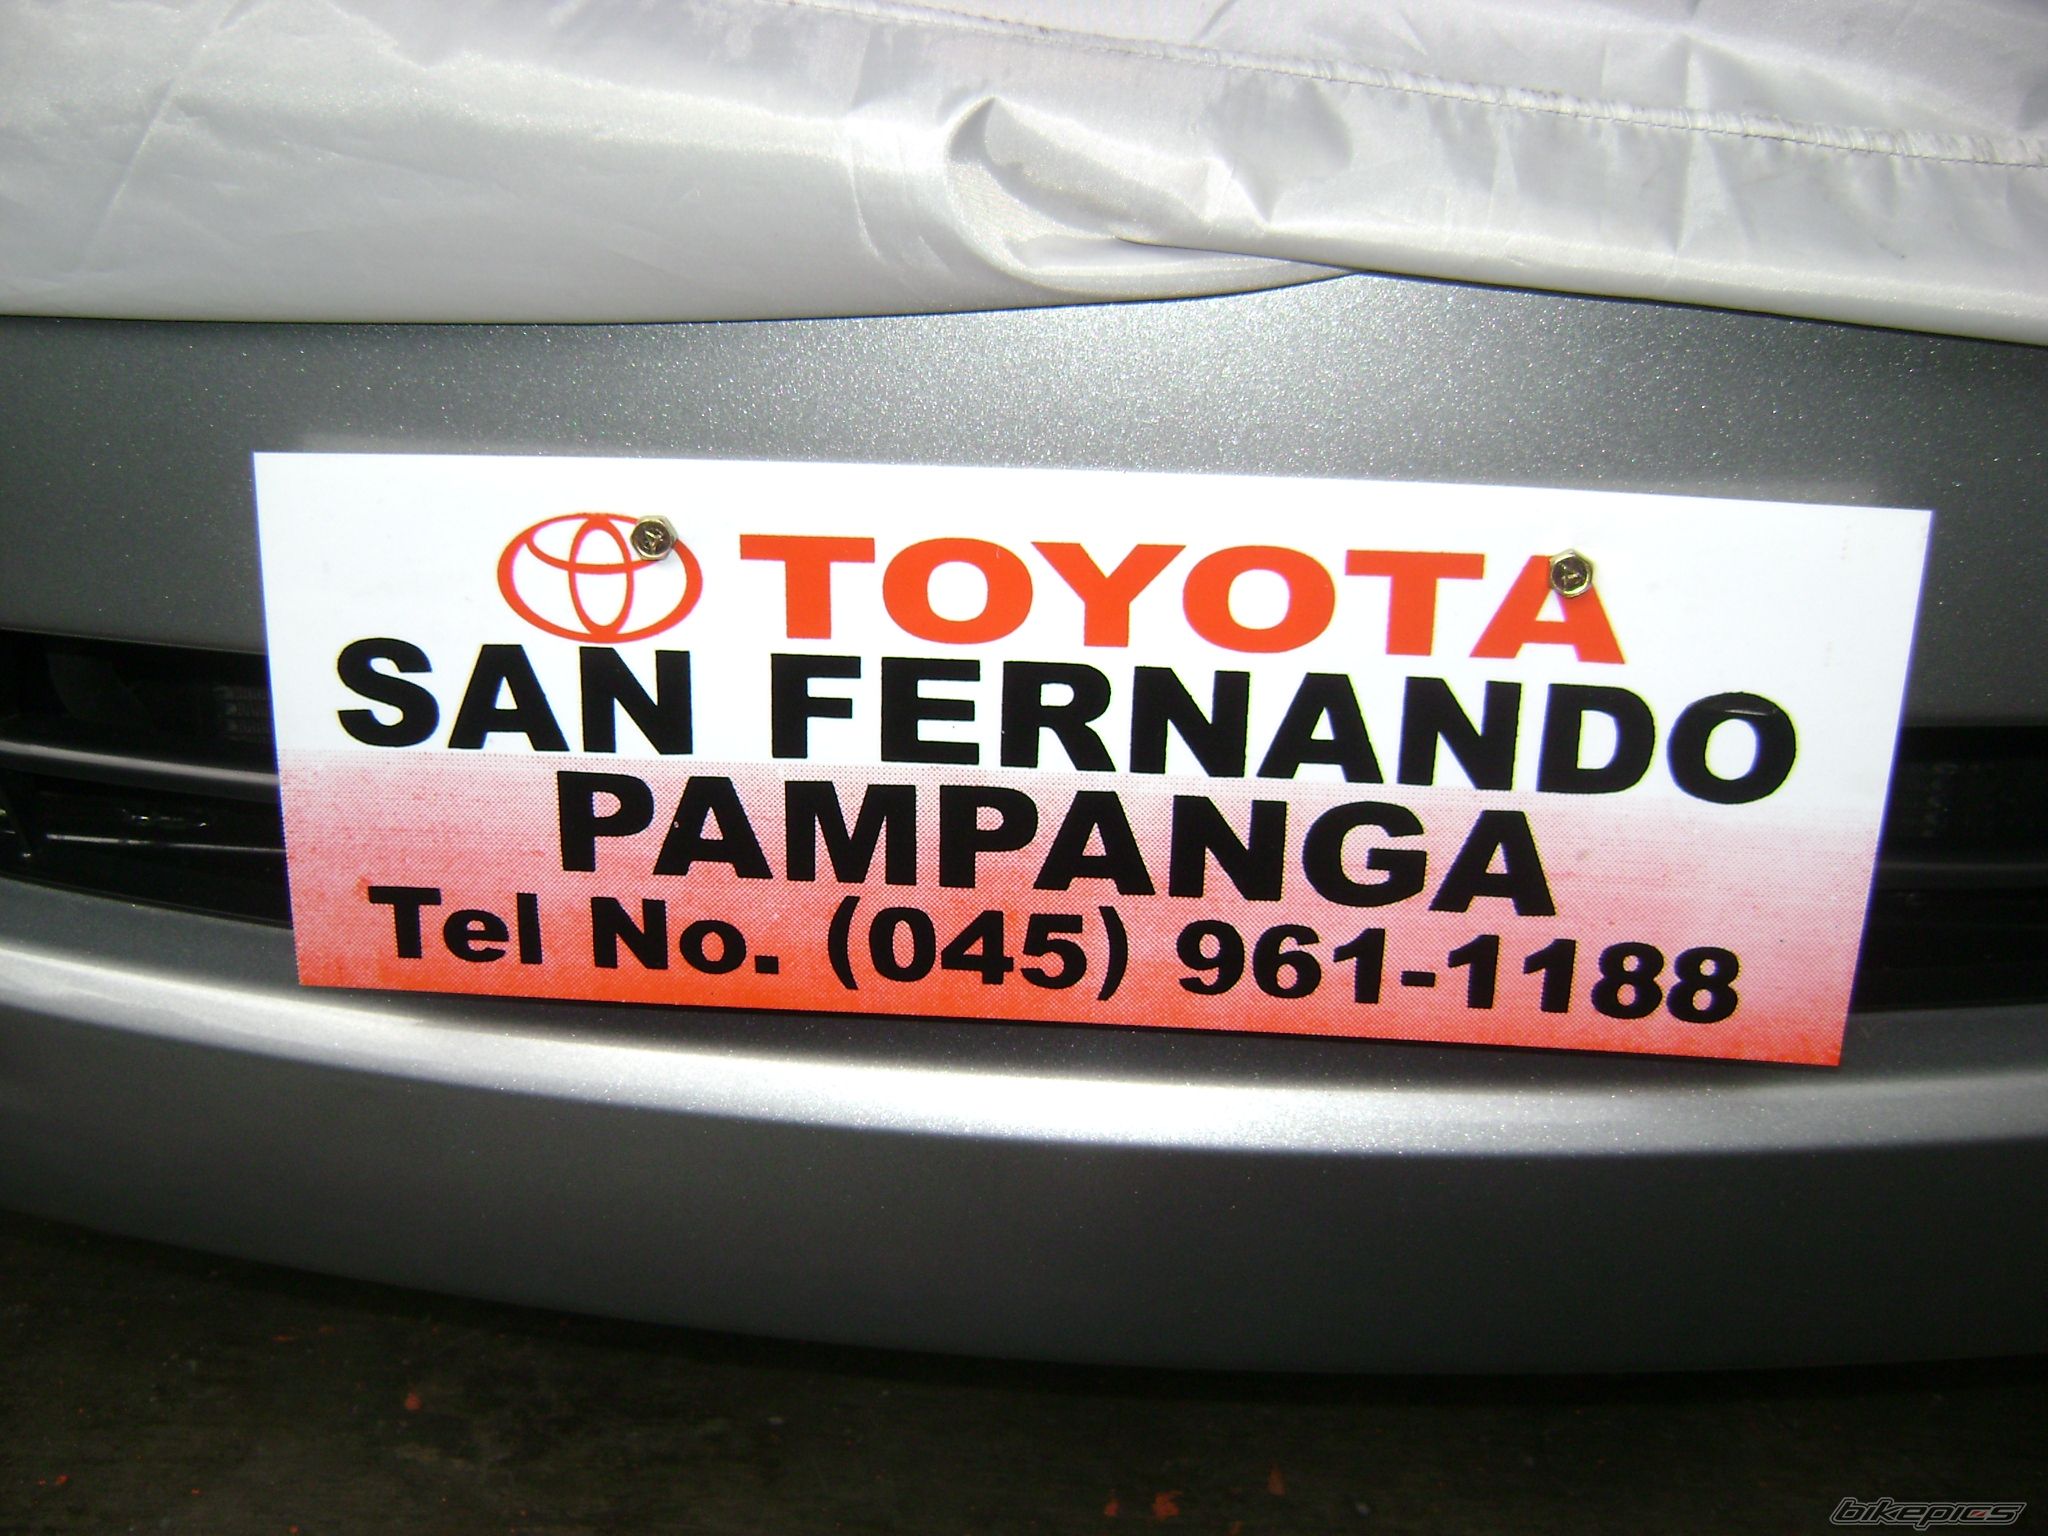 TOYOTA
SAN FERNANDO
PAMPANGA
Tel No. (045) 961-1188
bikepics